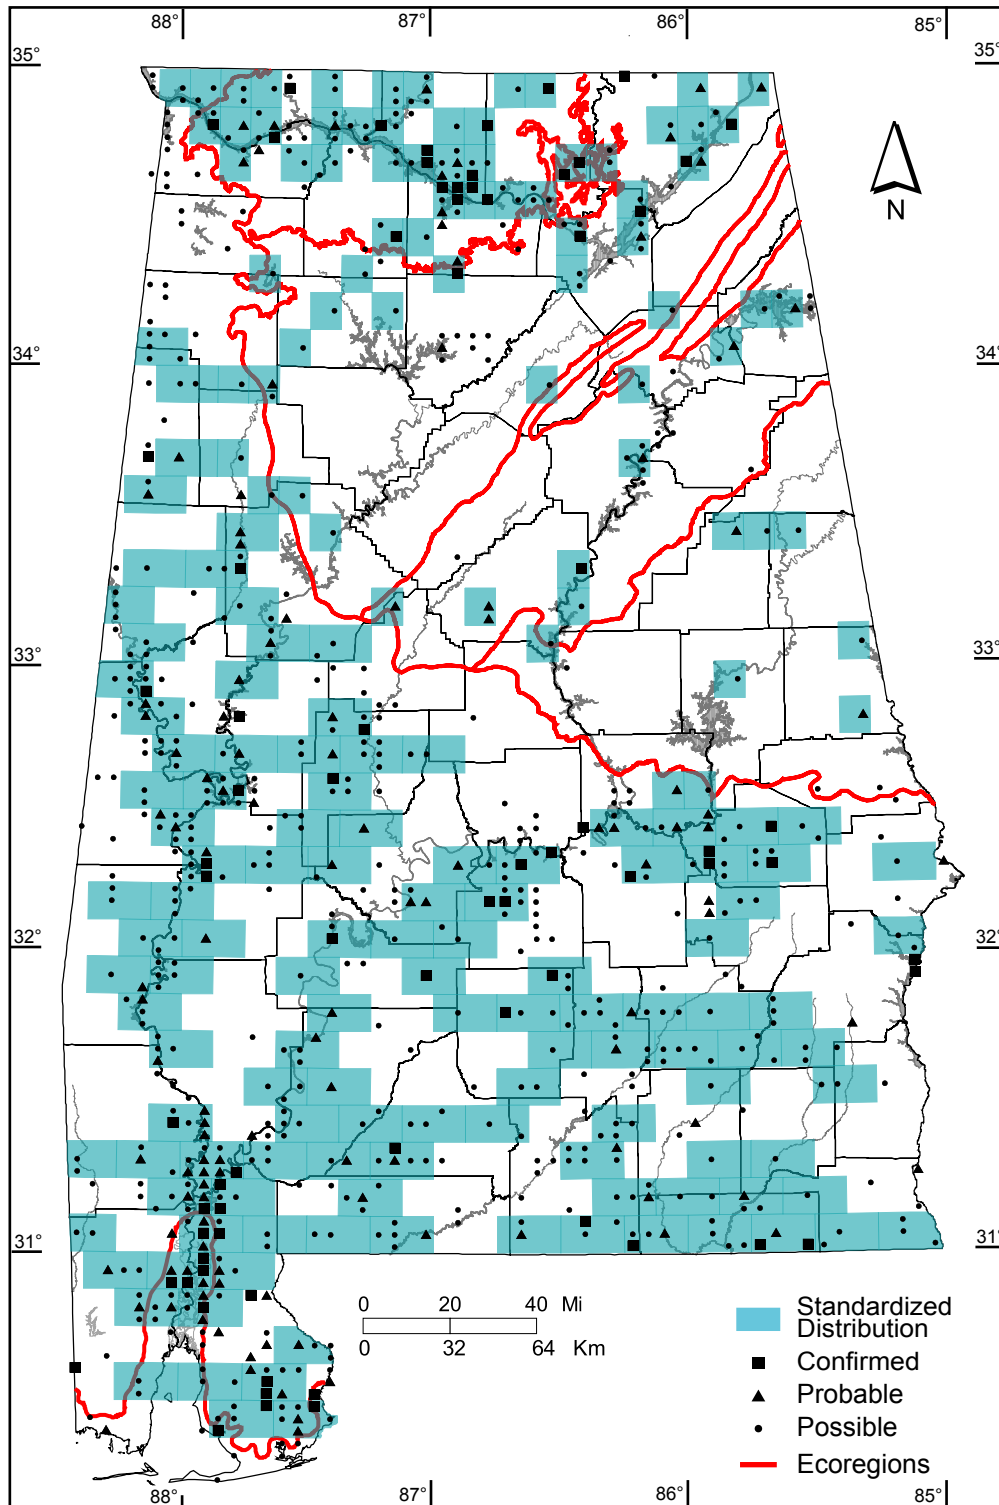 88° 87° 86° 85°
35° 35°
N
34° 34°
33° 33°
32° 32°
31° 31°
0 20 40 Mi
0 32 64 Km
Standardized
Distribution
Confirmed
Probable
Possible
Ecoregions
88° 87° 86° 85°